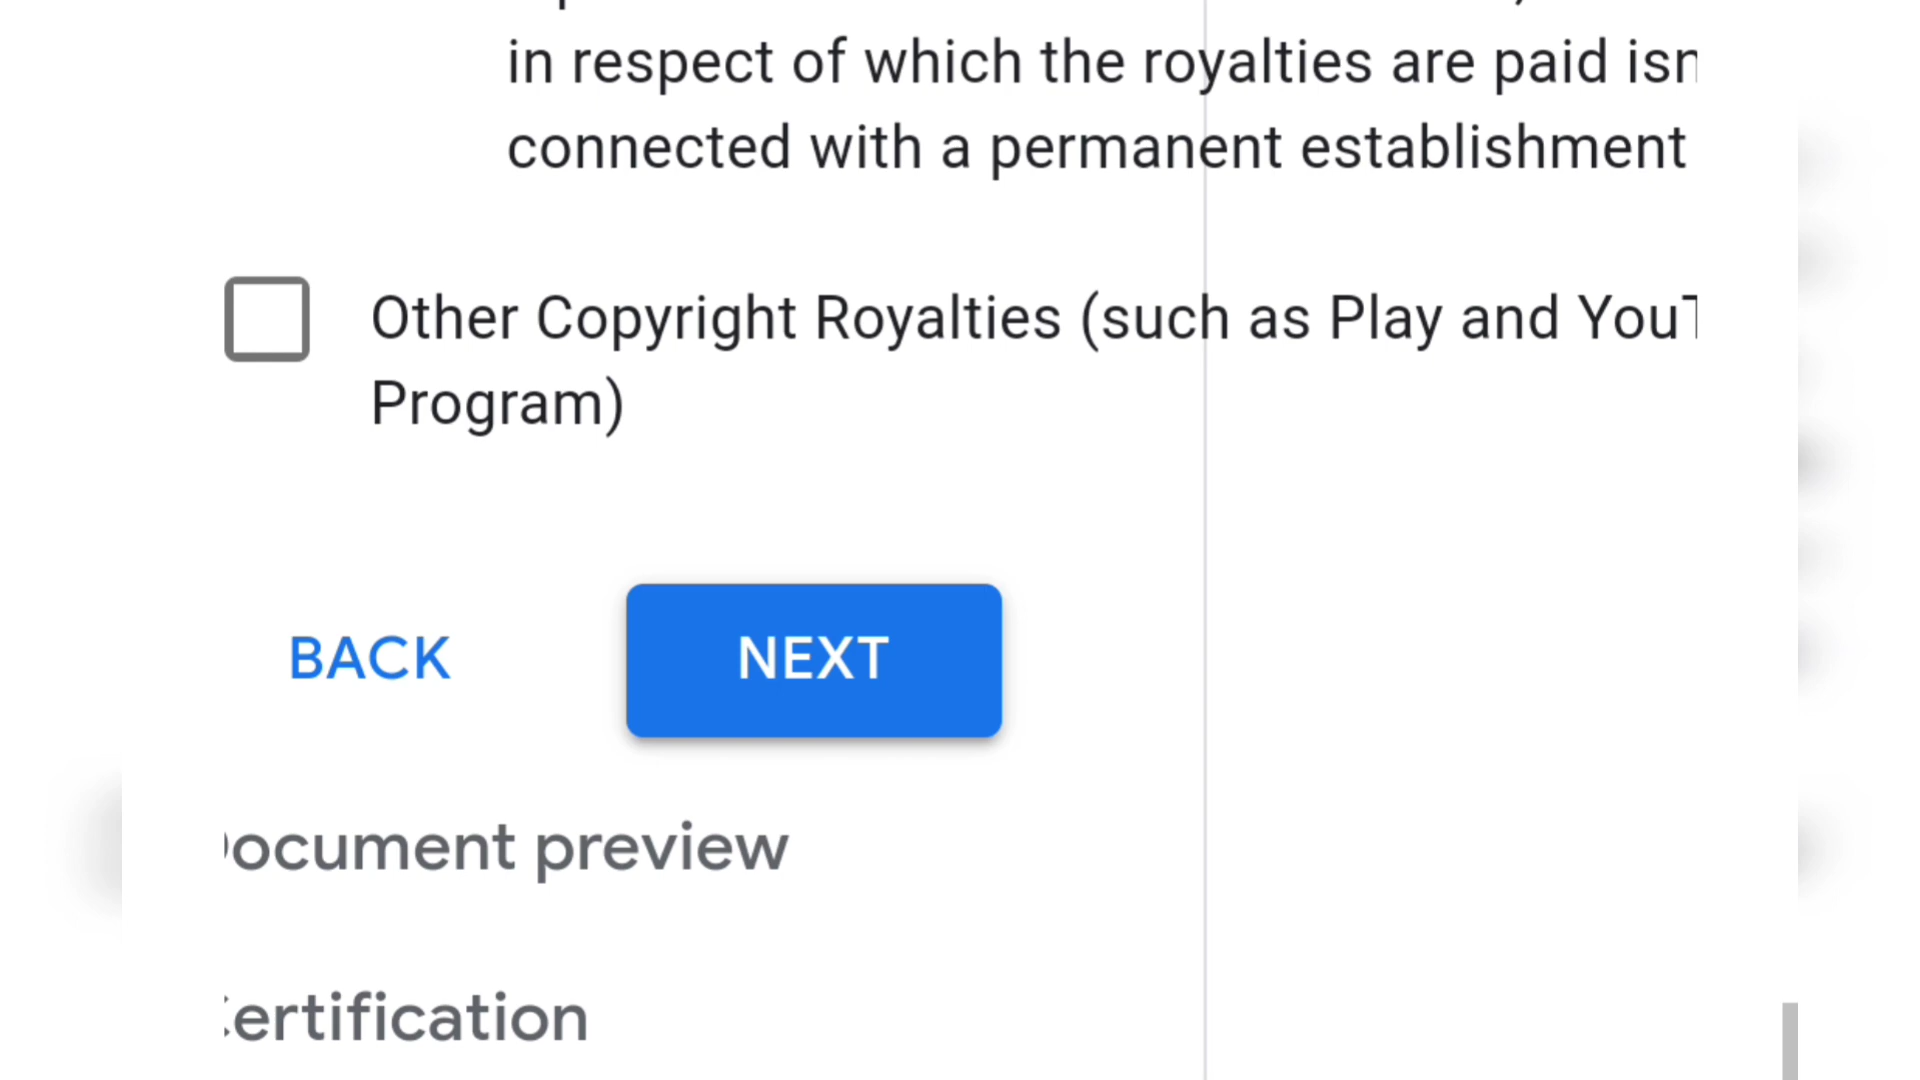 in respect of which the royalties are paid isn
connected with a permanent establishment
Other Copyright Royalties (such as Play and YouT
Program)
BACK
NEXT
ocument preview
ertification